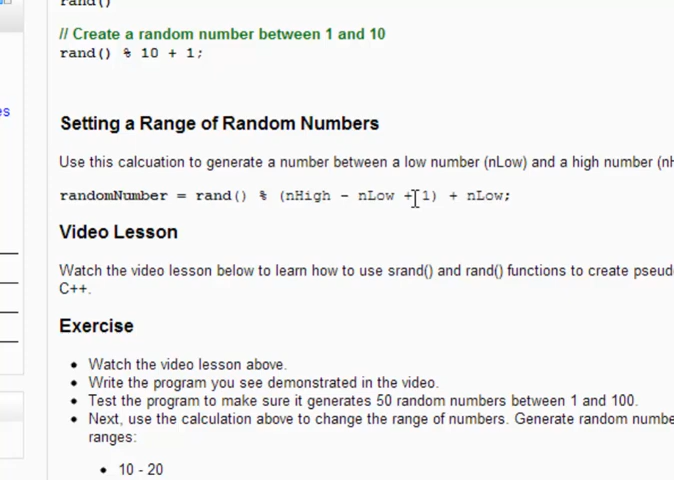 rand()
// Create a random number between 1 and 10
rand() % 10 + 1;
Setting a Range of Random Numbers
Use this calcuation to generate a number between a low number (nLow) and a high number
randomNumber = rand() % (nHigh - nLow + 1) + nLow;
Video Lesson
Watch the video lesson below to learn how to use srand() and rand() functions to create
C++.
Exercise
• Watch the video lesson above.
• Write the program you see demonstrated in the video.
• Test the program to make sure it generates 50 random numbers between 1 and 100.
• Next, use the calculation above to change the range of numbers. Generate random
ranges:
• 10 - 20